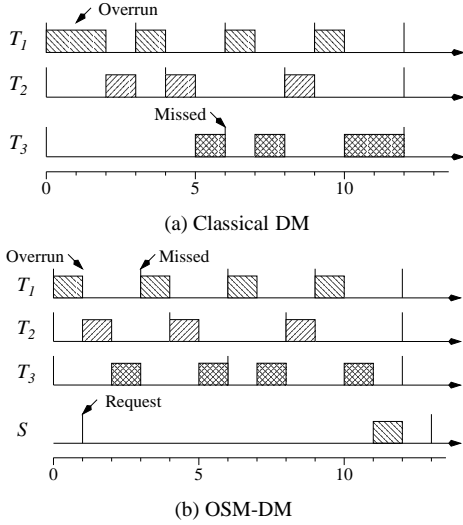 Overrun
T1
T2
Missed
T3
0 5 10
(a) Classical DM
Overrun Missed
T1
T2
T3
Request
S
0 5 10
(b) OSM-DM